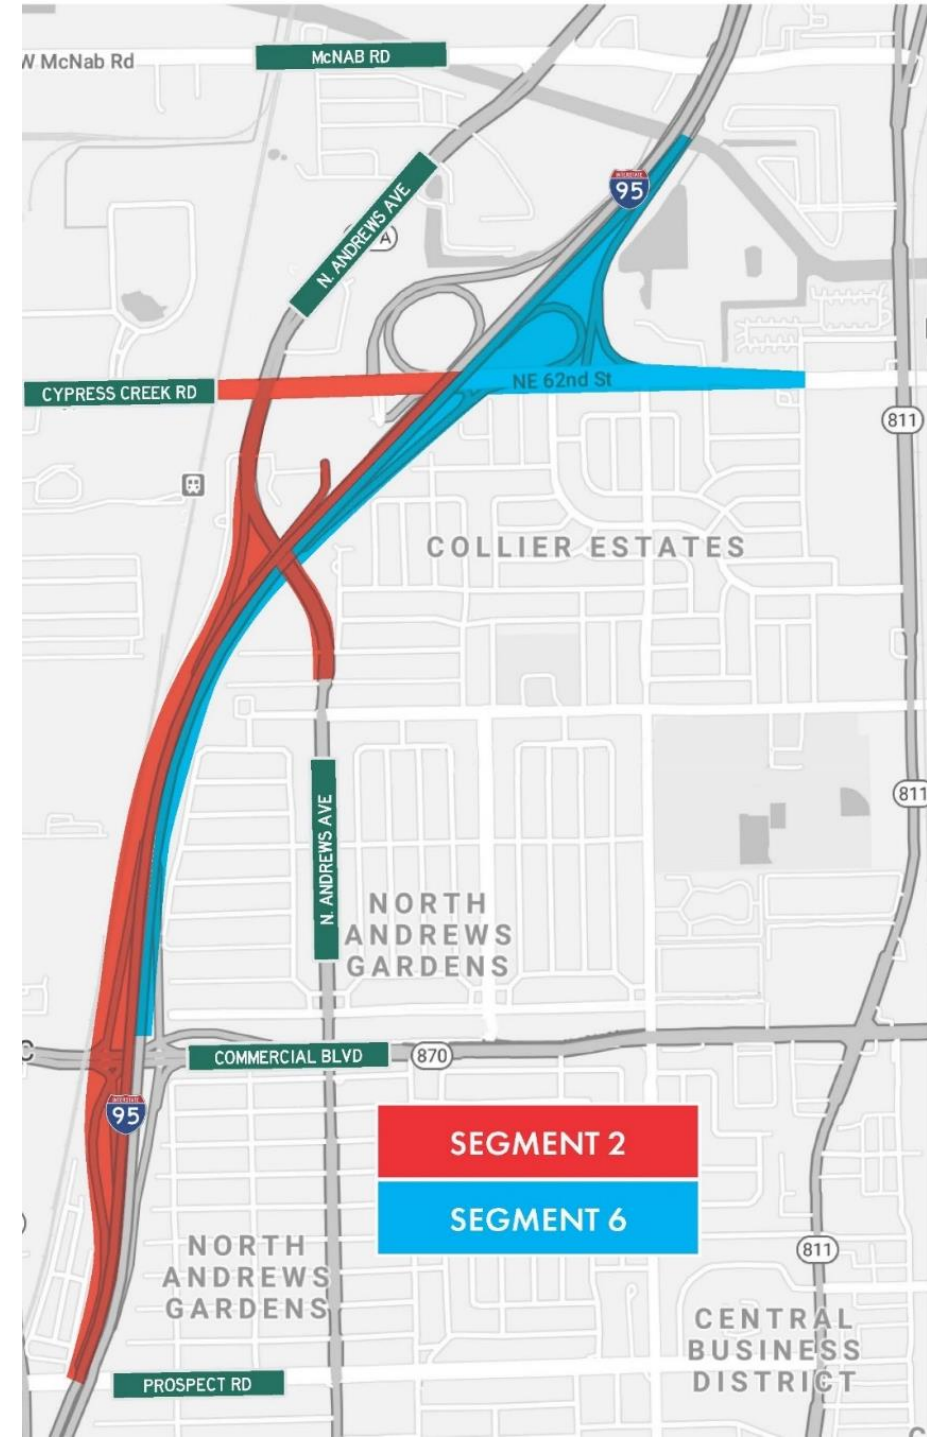 W McNab Rd
McNAB RD
INTERSTATE
95
N. ANDREWS AVE
A
CYPRESS CREEK RD
NE 62nd St
811
COLLIER ESTATES
811
N. ANDREWS AVE
NORTH
ANDREWS
GARDENS
COMMERCIAL BLVD
870
INTERSTATE
95
SEGMENT 2
SEGMENT 6
NORTH
ANDREWS
GARDENS
811
CENTRAL
BUSINESS
DISTRICT
PROSPECT RD